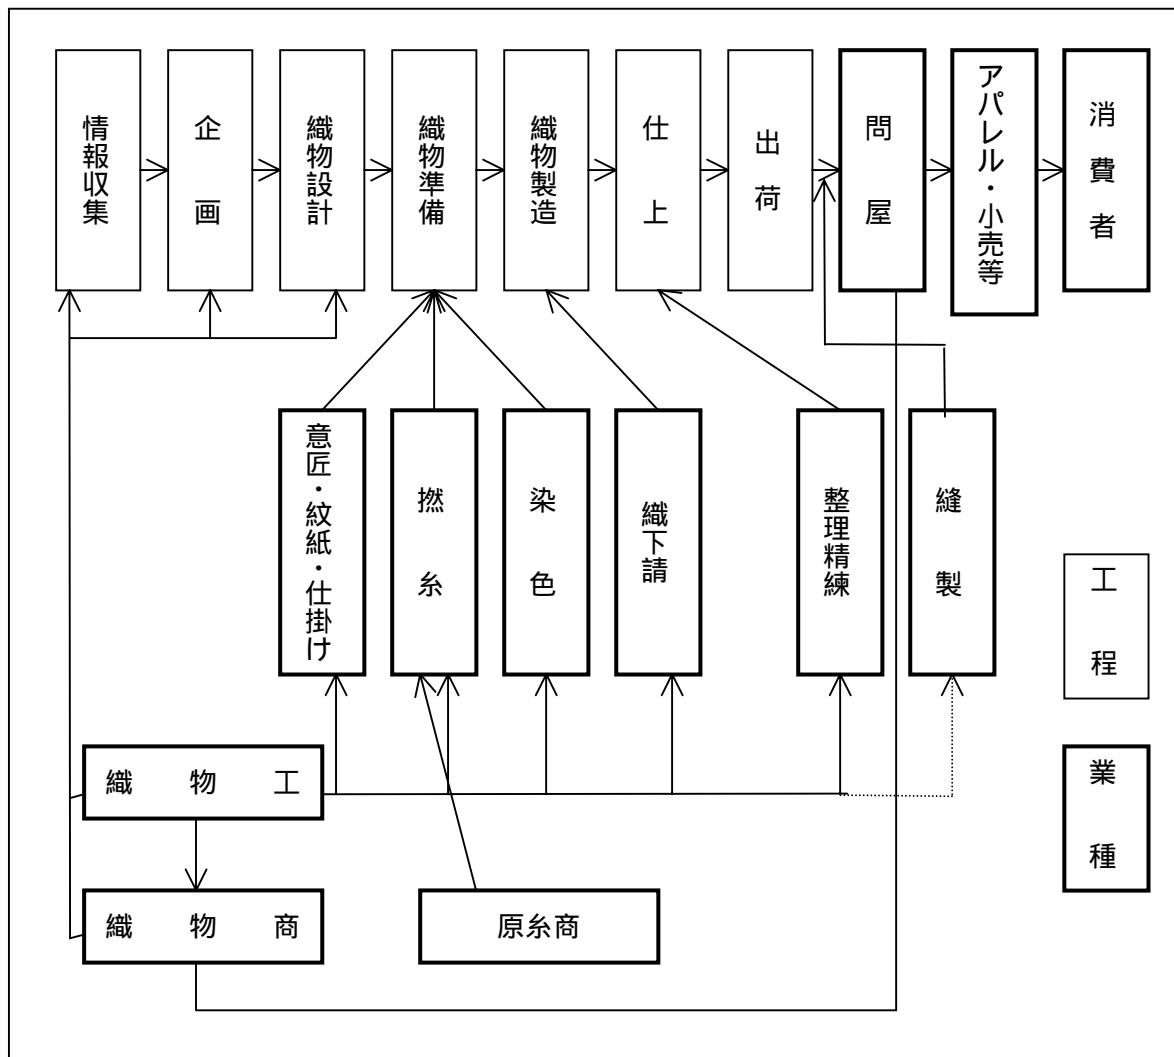 情報収集
企画
織物設計
織物準備
織物製造
仕上
出荷
問屋
アパレル・小売等
消費者
意匠・紋紙・仕掛け
撚糸
染色
織下請
整理精練
縫製
工程
業種
織物工
織物商
原糸商